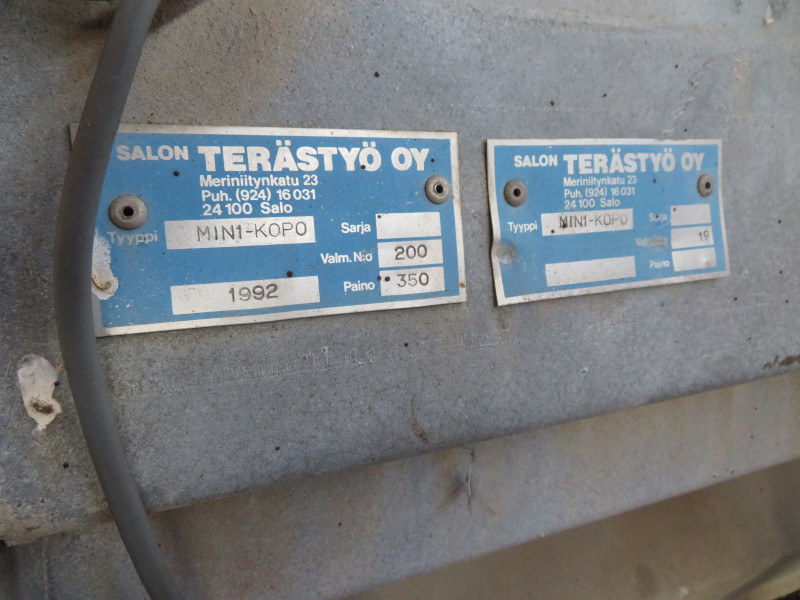 SALON TERÄSTYÖ OY
Meriniitynkatu 23
Puh. (924) 16 031
24 100 Salo
Tyyppi MINI-KOPO Sarja
Valm. N:o 200
1992 Paino 350
SALON TERÄSTYÖ OY
Meriniitynkatu 23
Puh. (924) 16 031
24 100 Salo
Tyyppi MINI-KOPO Sarja
19
Paino